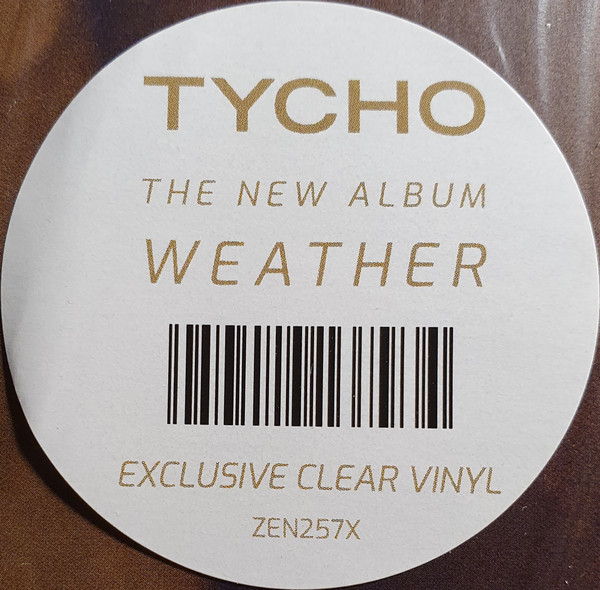 TYCHO
THE NEW ALBUM
WEATHER
EXCLUSIVE CLEAR VINYL
ZEN257X